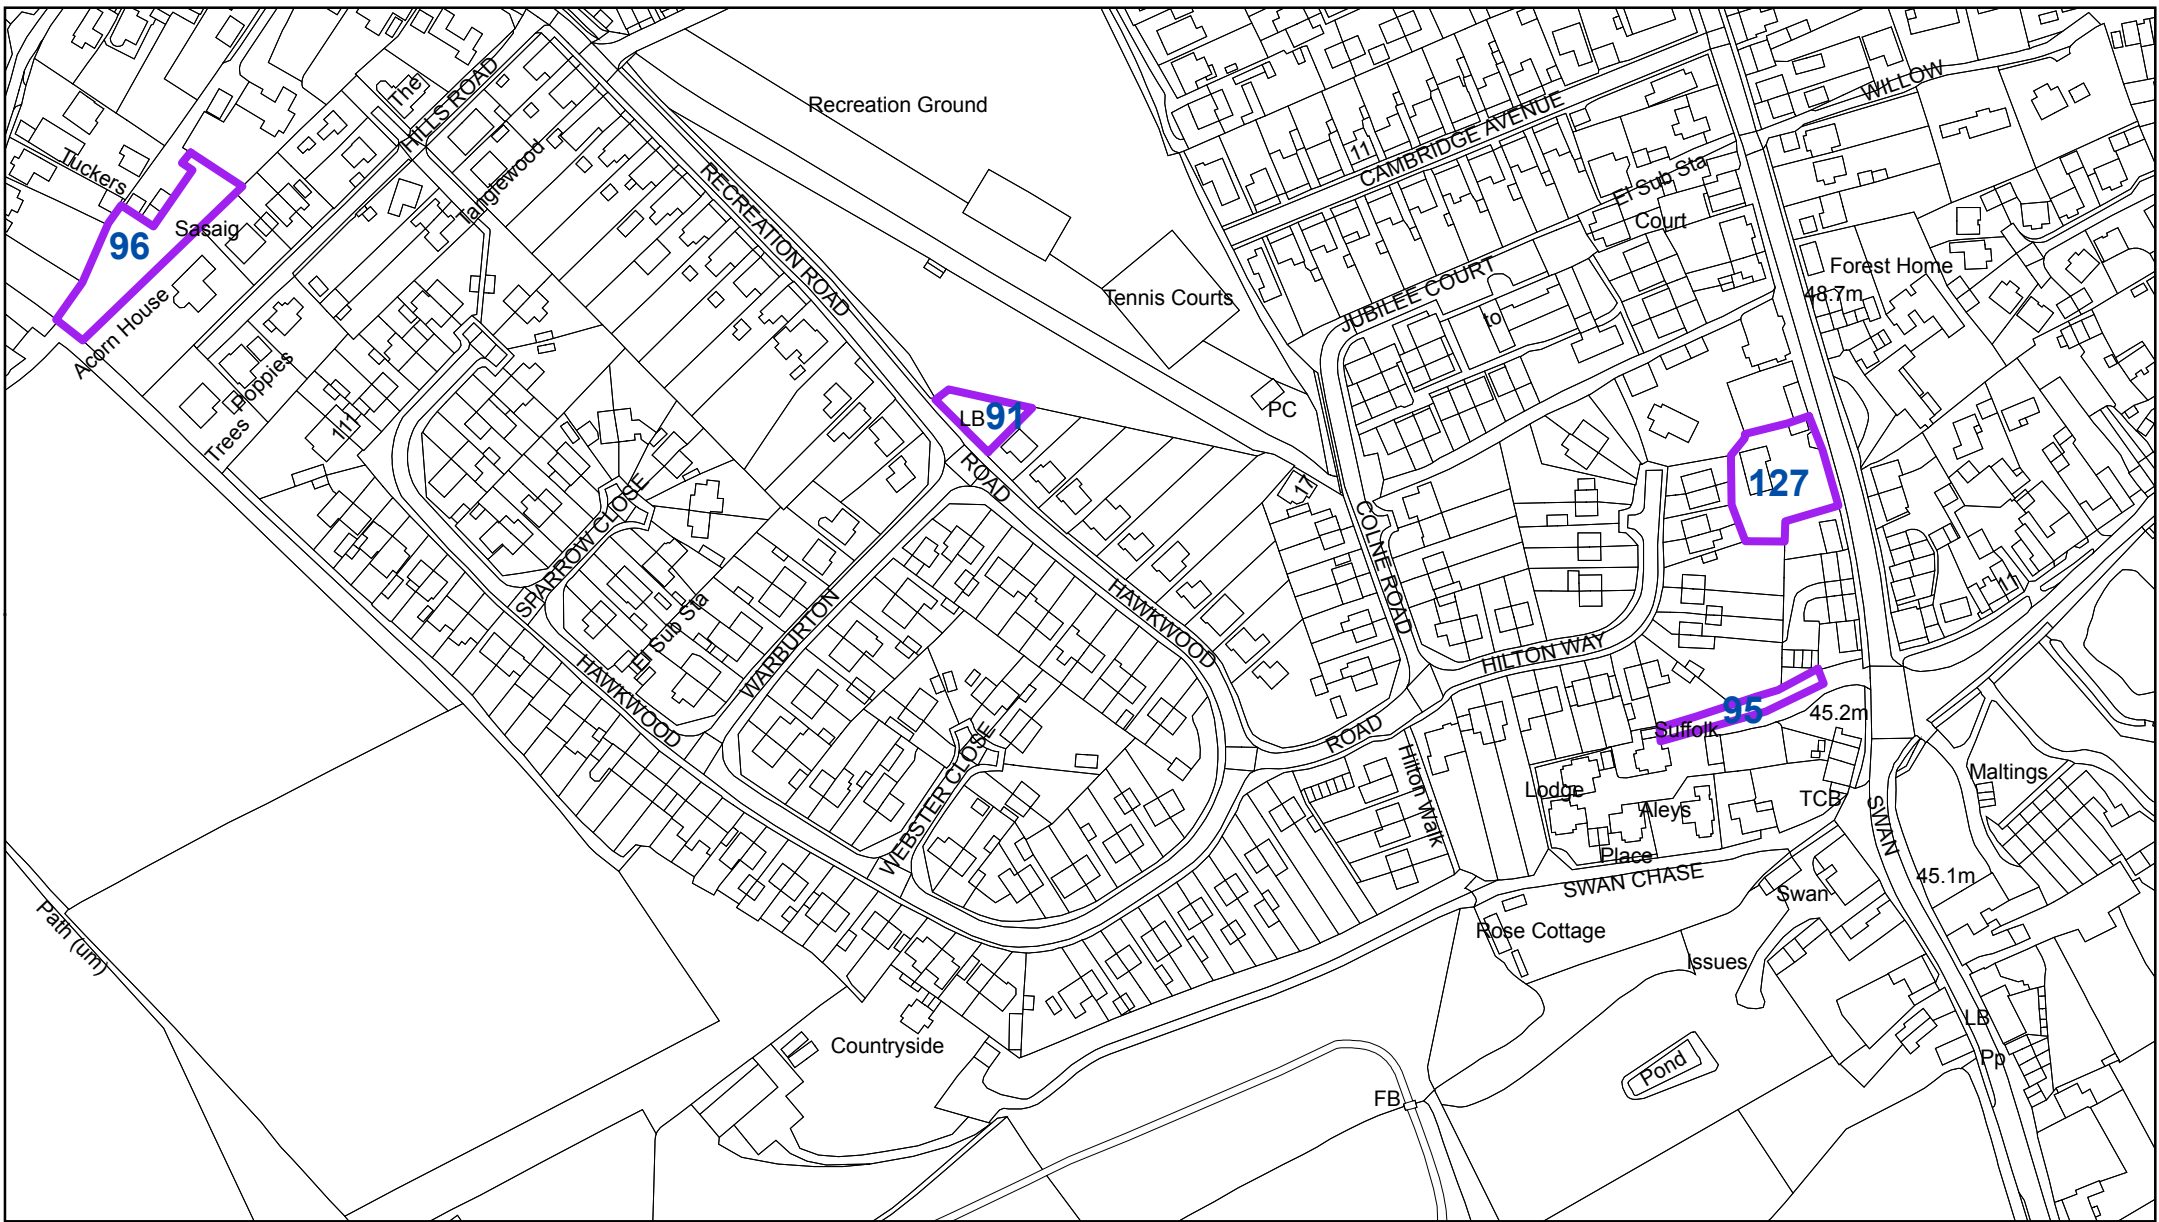 The
HILLS ROAD
Recreation Ground
WILLOW
11
CAMBRIDGE AVENUE
Tuckers
Tanglewood
RECREATION ROAD
El Sub Sta
Court
Sasaig
96
Forest Home
48.7m
Tennis Courts
JUBILEE COURT
to
Acorn House
Poppies
Trees
111
LB
91
PC
ROAD
17
127
COLNE ROAD
SPARROW CLOSE
El Sub Sta
WARBURTON
HAWKWOOD
11
HILTON WAY
HAWKWOOD
95
Suffolk
45.2m
ROAD
Hilton Walk
WEBSTER CLOSE
Lodge
Aleys
TCB
SWAN
Maltings
Place
SWAN CHASE
Swan
45.1m
Path (um)
Rose Cottage
Issues
LB
Countryside
Pond
Pp
FB